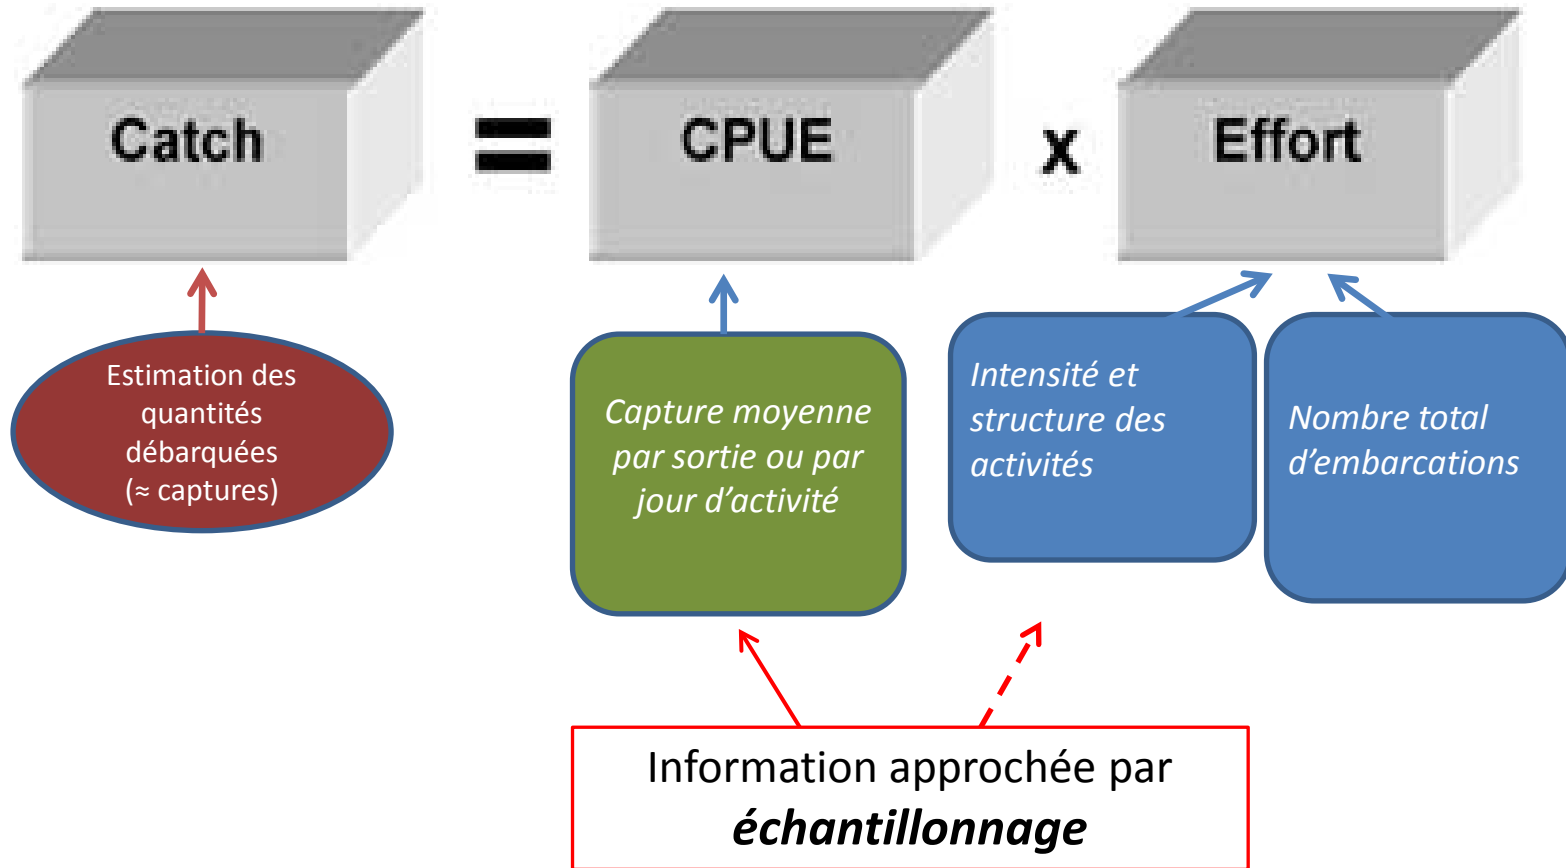 Catch = CPUE x Effort
Estimation des
quantités
débarquées
(≈ captures)
Capture moyenne
par sortie ou par
jour d’activité
Intensité et
structure des
activités
Nombre total
d’embarcations
Information approchée par
échantillonnage